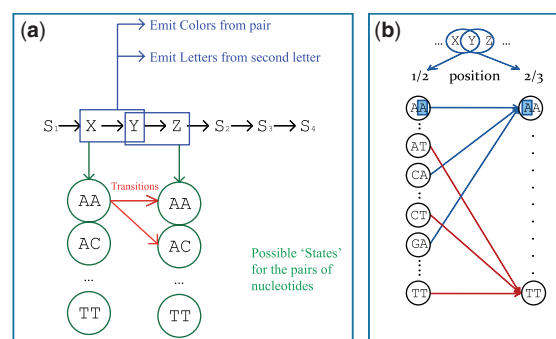 (a)
Emit Colors from pair
Emit Letters from second letter
S1 X Y Z S2 S3 S4
Transitions
AA AA
AC AC
... ...
TT TT
Possible ‘States’
for the pairs of
nucleotides
(b)
... X Y Z ...
1/2 position 2/3
AA AA
AT
CA
CT
GA
TT TT